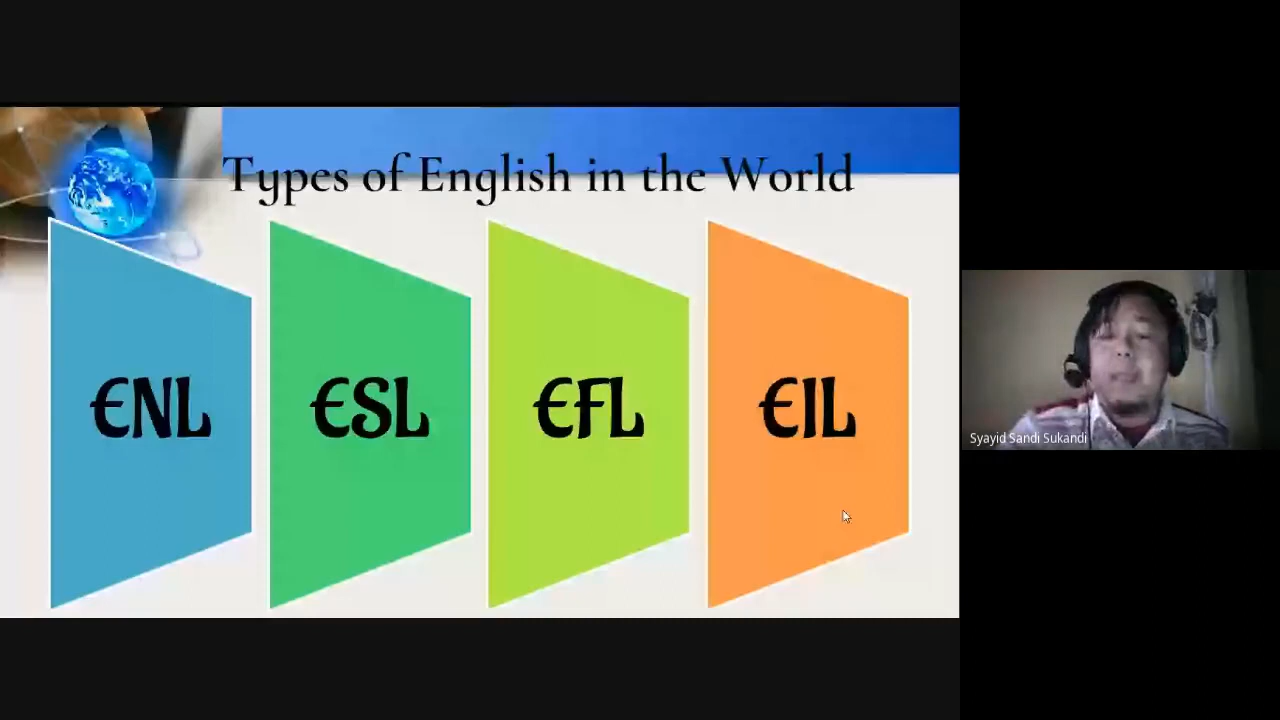 Types of English in the World
ENL
ESL
EFL
EIL
Syayid Sandi Sukandi